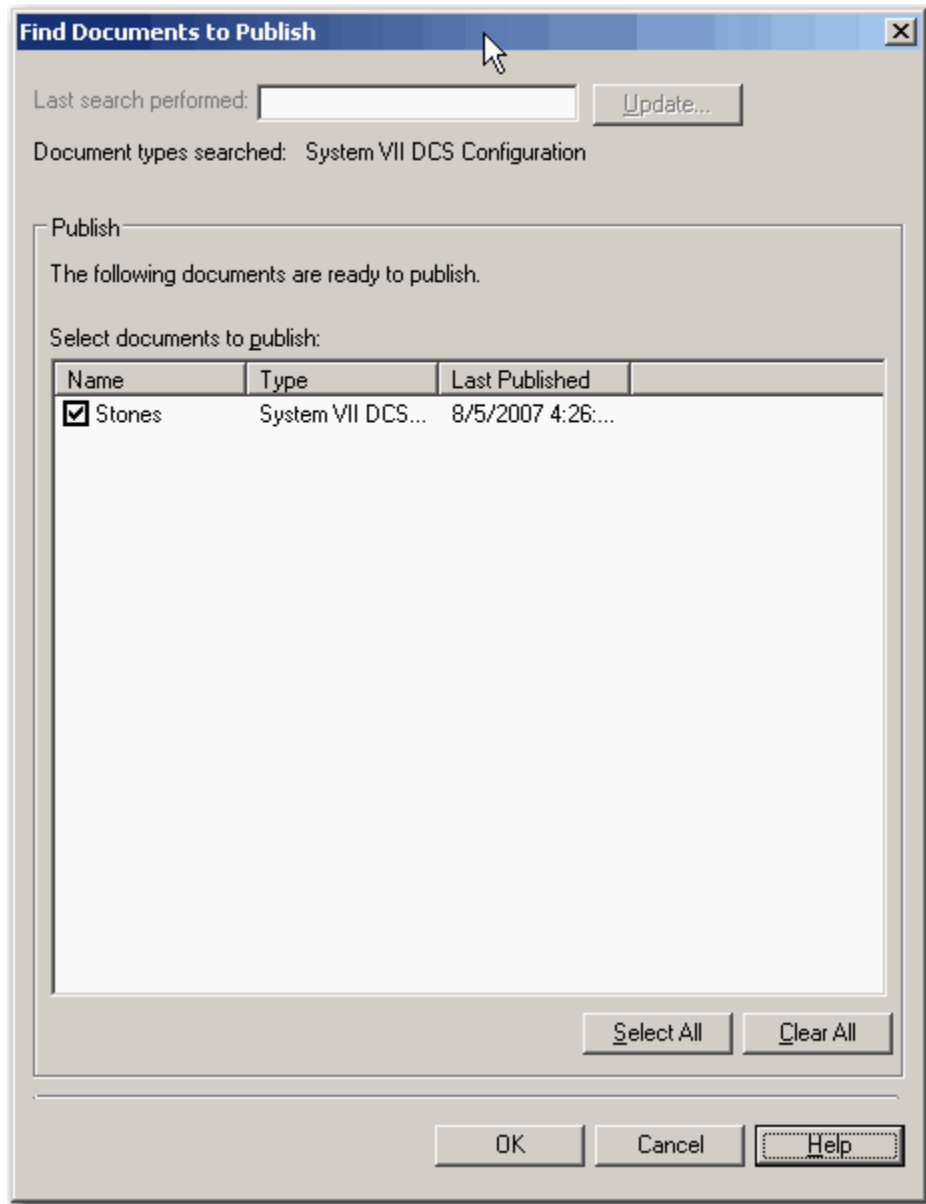 Find Documents to Publish
Last search performed: Update...
Document types searched: System VII DCS Configuration
Publish
The following documents are ready to publish.
Select documents to publish:
Name Type Last Published
Stones System VII DCS... 8/5/2007 4:26:...
Select All Clear All
OK Cancel Help